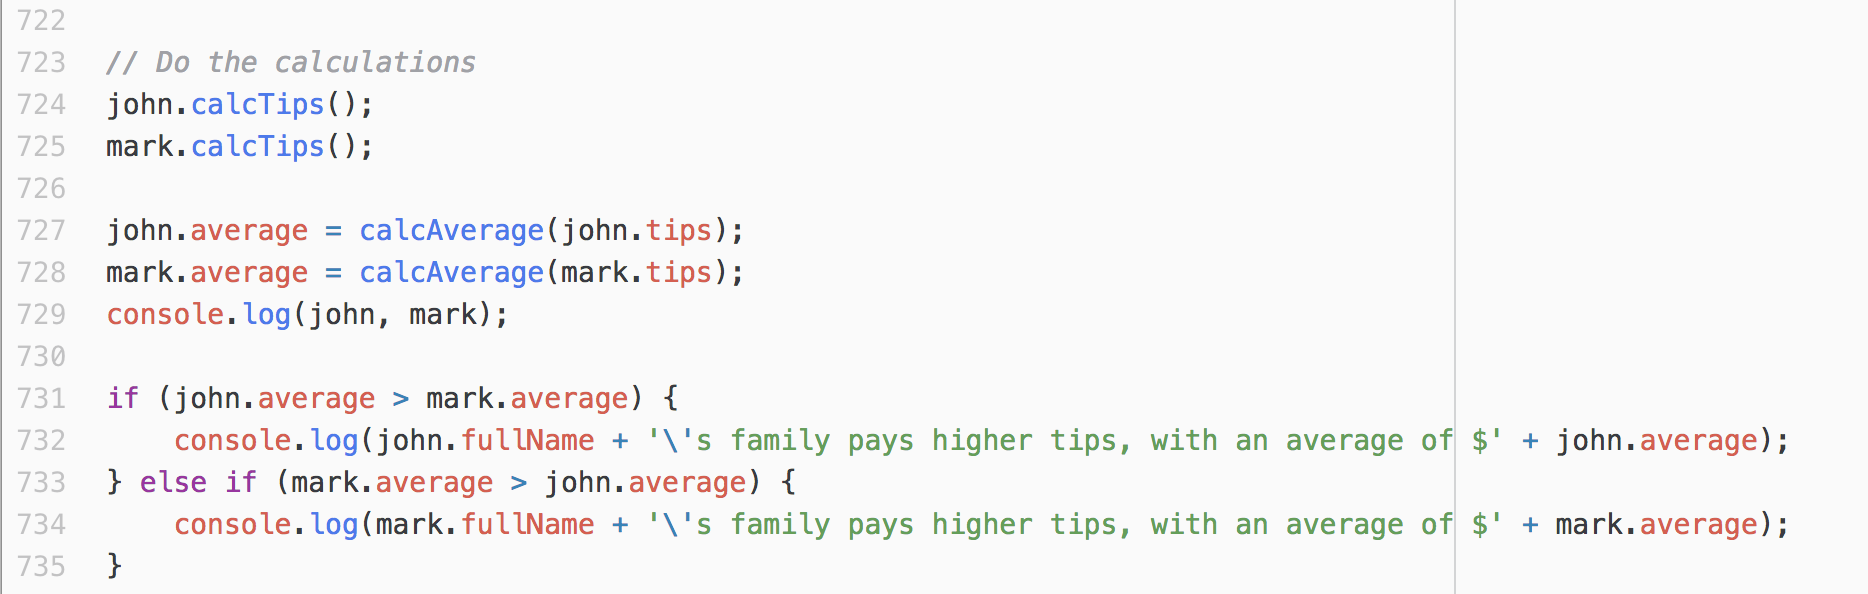 722
723 // Do the calculations
724 john.calcTips();
725 mark.calcTips();
726
727 john.average = calcAverage(john.tips);
728 mark.average = calcAverage(mark.tips);
729 console.log(john, mark);
730
731 if (john.average > mark.average) {
732     console.log(john.fullName + '\'s family pays higher tips, with an average of $' + john.average);
733 } else if (mark.average > john.average) {
734     console.log(mark.fullName + '\'s family pays higher tips, with an average of $' + mark.average);
735 }